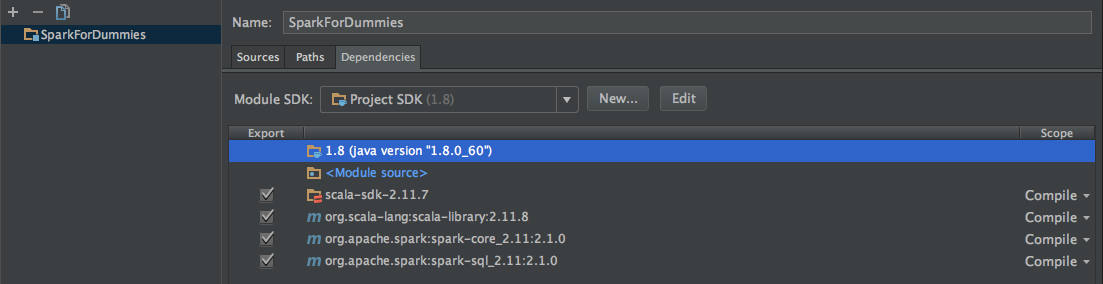 SparkForDummies
Name: SparkForDummies
Sources Paths Dependencies
Module SDK: Project SDK (1.8) New... Edit
Export Scope
1.8 (java version "1.8.0_60")
<Module source>
scala-sdk-2.11.7 Compile
m org.scala-lang:scala-library:2.11.8 Compile
m org.apache.spark:spark-core_2.11:2.1.0 Compile
m org.apache.spark:spark-sql_2.11:2.1.0 Compile